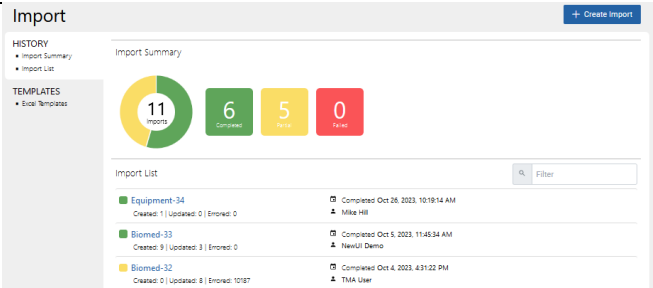 Import
+ Create Import
HISTORY
• Import Summary
• Import List
TEMPLATES
• Excel Templates
Import Summary
11
Imports
6
Completed
5
Partial
0
Failed
Import List
Filter
Equipment-34
Created: 1 | Updated: 0 | Errored: 0
Completed Oct 26, 2023, 10:19:14 AM
Mike Hill
Biomed-33
Created: 9 | Updated: 3 | Errored: 0
Completed Oct 5, 2023, 11:45:34 AM
NewUI Demo
Biomed-32
Created: 0 | Updated: 8 | Errored: 10187
Completed Oct 4, 2023, 4:31:22 PM
TMA User